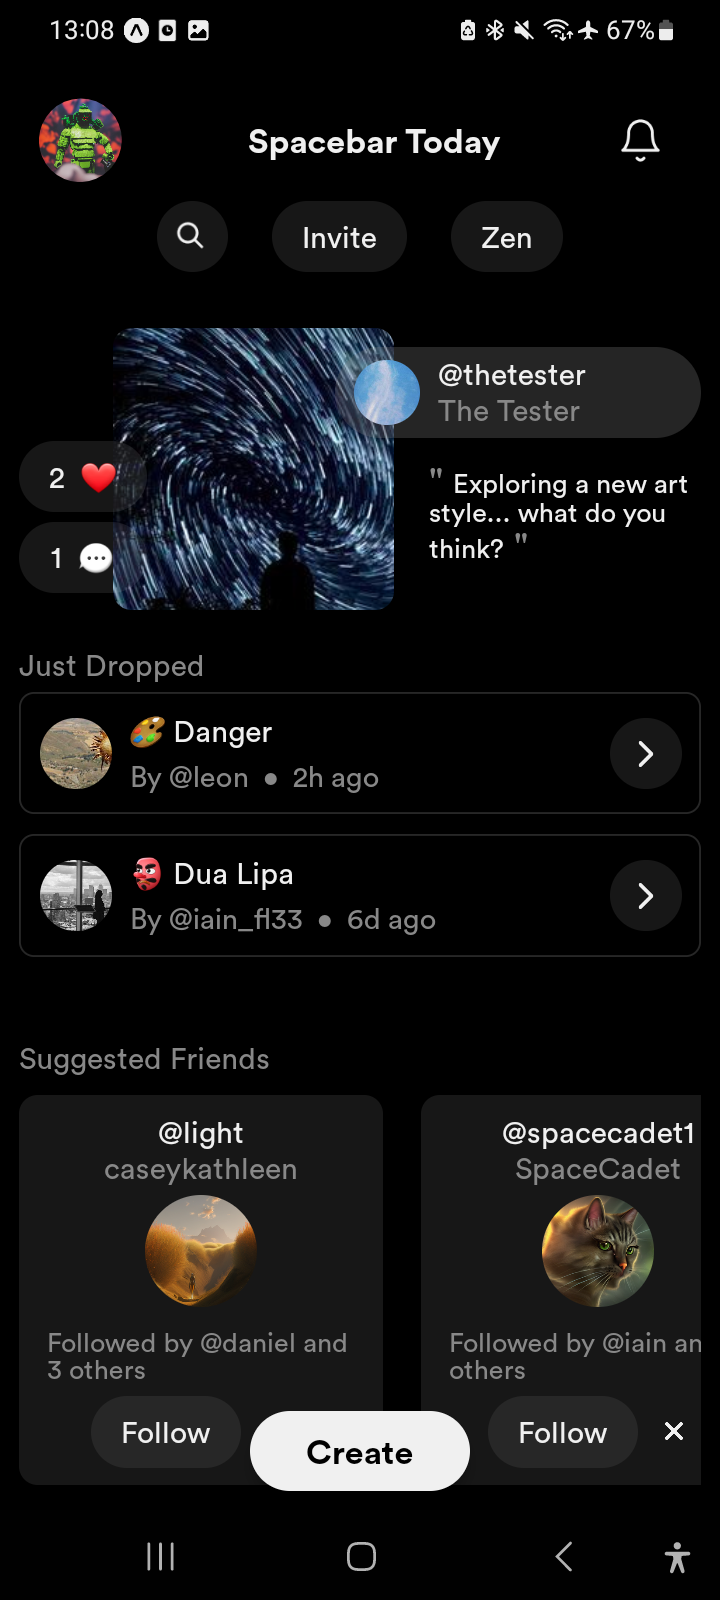 13:08
67%
Spacebar Today
Invite
Zen
@thetester
The Tester
2
1
" Exploring a new art
style... what do you
think? "
Just Dropped
Danger
By @leon ● 2h ago
Dua Lipa
By @iain_fl33 ● 6d ago
Suggested Friends
@light
caseykathleen
Followed by @daniel and
3 others
Follow
@spacecadet1
SpaceCadet
Followed by @iain an
others
Follow
Create